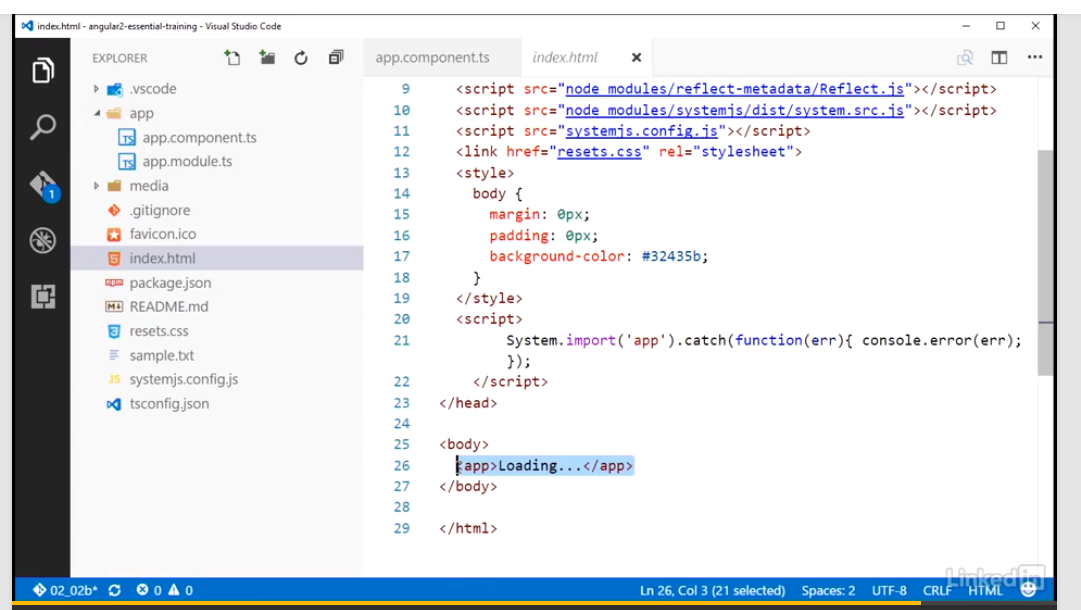 index.html - angular2-essential-training - Visual Studio Code
EXPLORER
.vscode
app
TS app.component.ts
TS app.module.ts
media
.gitignore
favicon.ico
index.html
npm package.json
M README.md
resets.css
sample.txt
JS systemjs.config.js
tsconfig.json
1
app.component.ts index.html
9 <script src="node_modules/reflect-metadata/Reflect.js"></script>
10 <script src="node_modules/systemjs/dist/system.src.js"></script>
11 <script src="systemjs.config.js"></script>
12 <link href="resets.css" rel="stylesheet">
13 <style>
14 body {
15 margin: 0px;
16 padding: 0px;
17 background-color: #32435b;
18 }
19 </style>
20 <script>
21 System.import('app').catch(function(err){ console.error(err);
});
22 </script>
23 </head>
24
25 <body>
26 <app>Loading...</app>
27 </body>
28
29 </html>
02_02b* 0 0 Ln 26, Col 3 (21 selected) Spaces: 2 UTF-8 CRLF HTML
Linked in